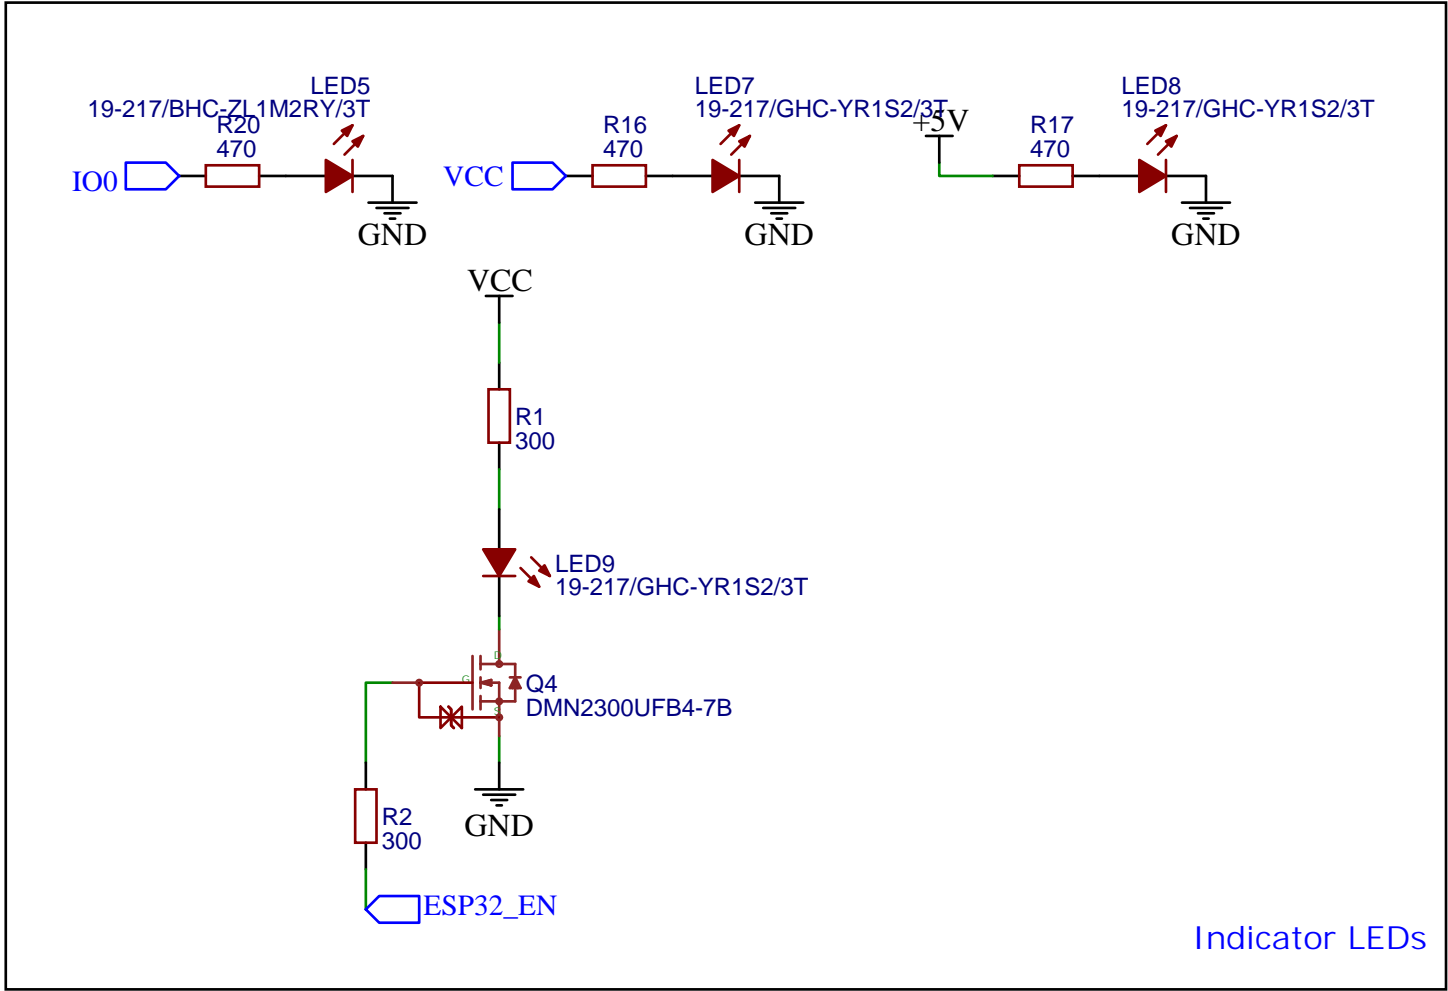 LED5
19-217/BHC-ZL1M2RY/3T
R20
470
IO0
GND
LED7
19-217/GHC-YR1S2/3T
R16
470
VCC
GND
LED8
19-217/GHC-YR1S2/3T
+5V
R17
470
GND
VCC
R1
300
LED9
19-217/GHC-YR1S2/3T
D
G
S
Q4
DMN2300UFB4-7B
GND
R2
300
ESP32_EN
Indicator LEDs